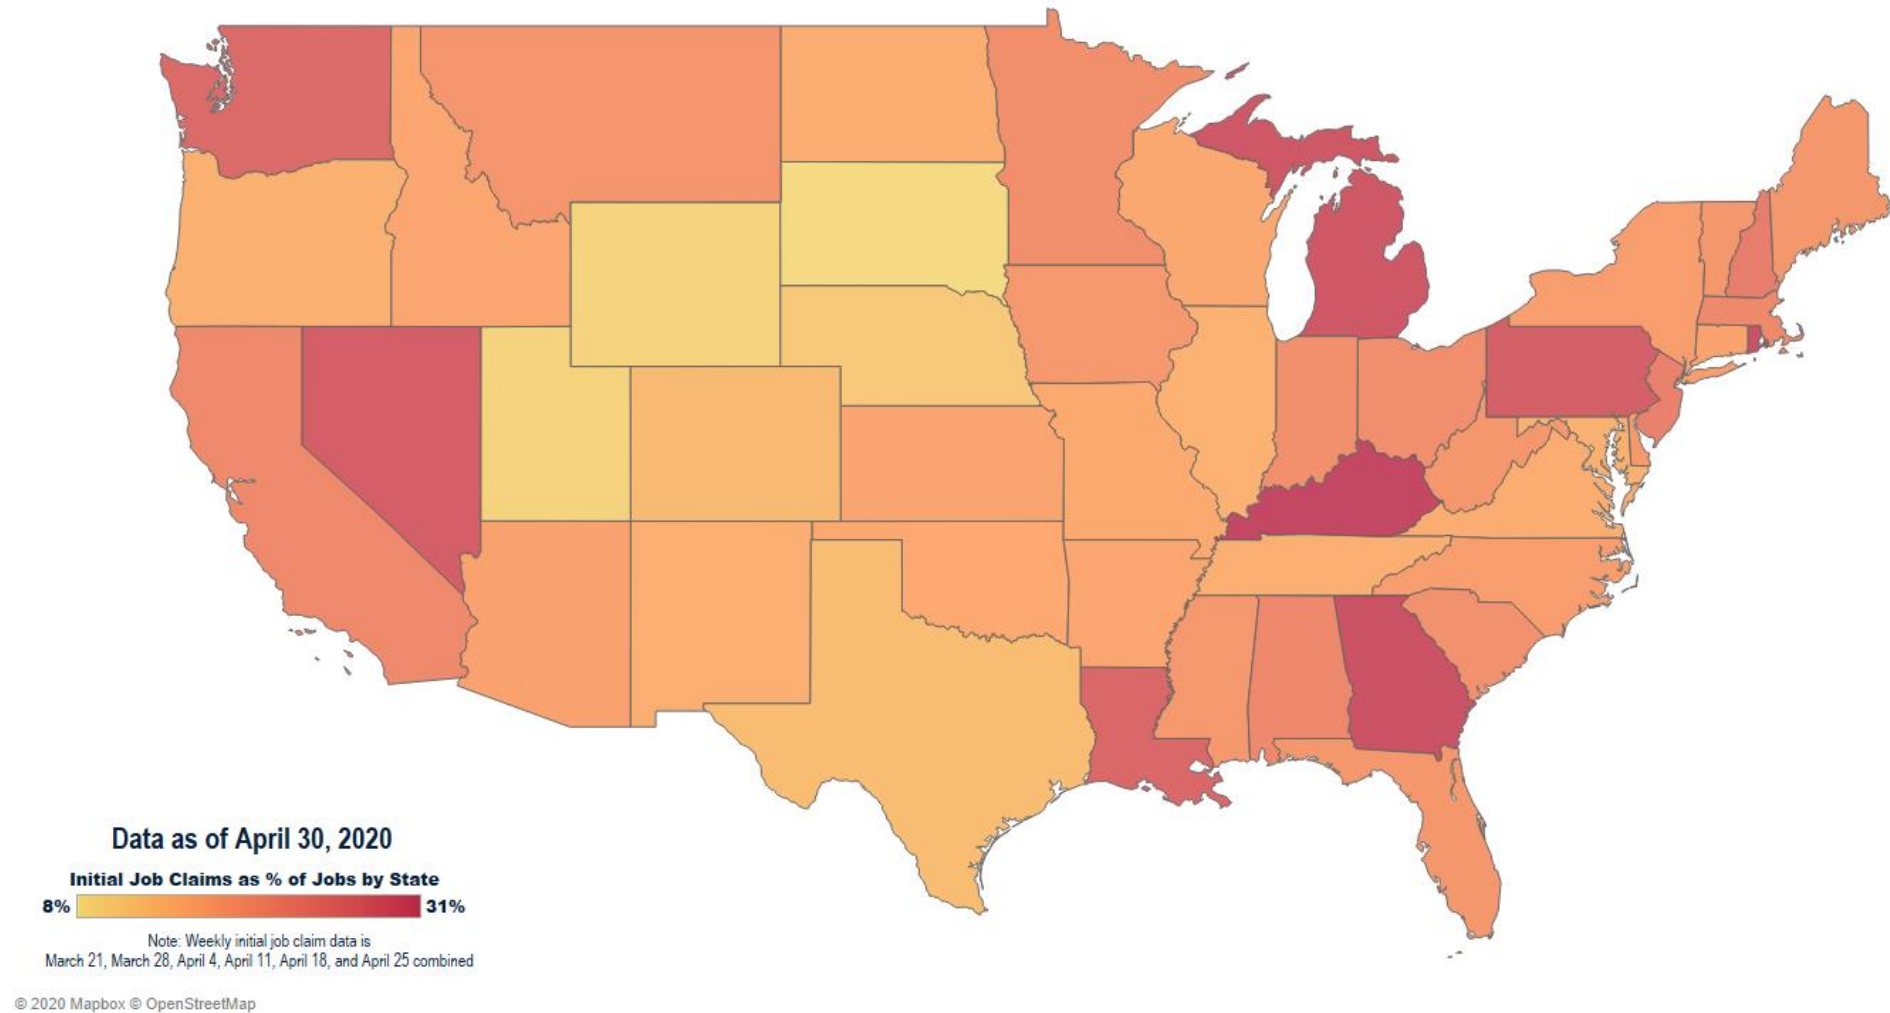 Data as of April 30, 2020
Initial Job Claims as % of Jobs by State
8% 31%
Note: Weekly initial job claim data is
March 21, March 28, April 4, April 11, April 18, and April 25 combined
© 2020 Mapbox © OpenStreetMap